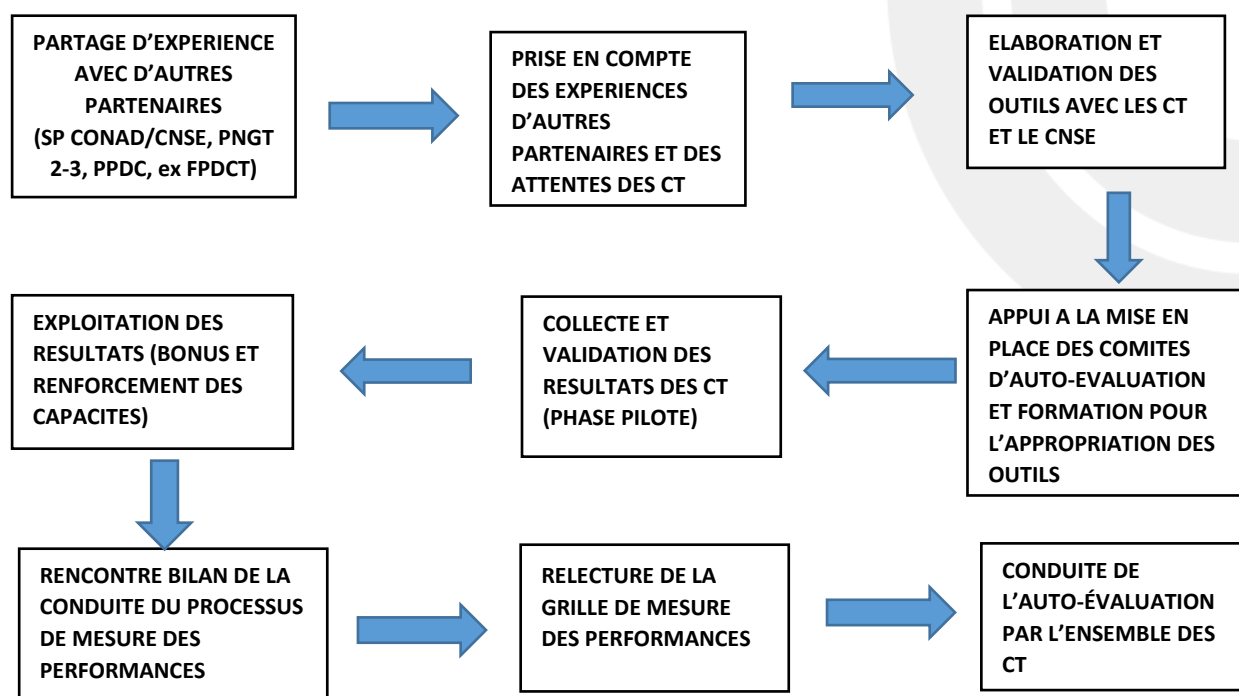 PARTAGE D'EXPERIENCE
AVEC D'AUTRES
PARTENAIRES
(SP CONAD/CNSE, PNGT
2-3, PPDC, ex FPDCT)
PRISE EN COMPTE
DES EXPERIENCES
D'AUTRES
PARTENAIRES ET DES
ATTENTES DES CT
ELABORATION ET
VALIDATION DES
OUTILS AVEC LES CT
ET LE CNSE
APPUI A LA MISE EN
PLACE DES COMITES
D'AUTO-EVALUATION
ET FORMATION POUR
L'APPROPRIATION DES
OUTILS
COLLECTE ET
VALIDATION DES
RESULTATS DES CT
(PHASE PILOTE)
EXPLOITATION DES
RESULTATS (BONUS ET
RENFORCEMENT DES
CAPACITES)
RENCONTRE BILAN DE LA
CONDUITE DU PROCESSUS
DE MESURE DES
PERFORMANCES
RELECTURE DE LA
GRILLE DE MESURE
DES PERFORMANCES
CONDUITE DE
L'AUTO-ÉVALUATION
PAR L'ENSEMBLE DES
CT